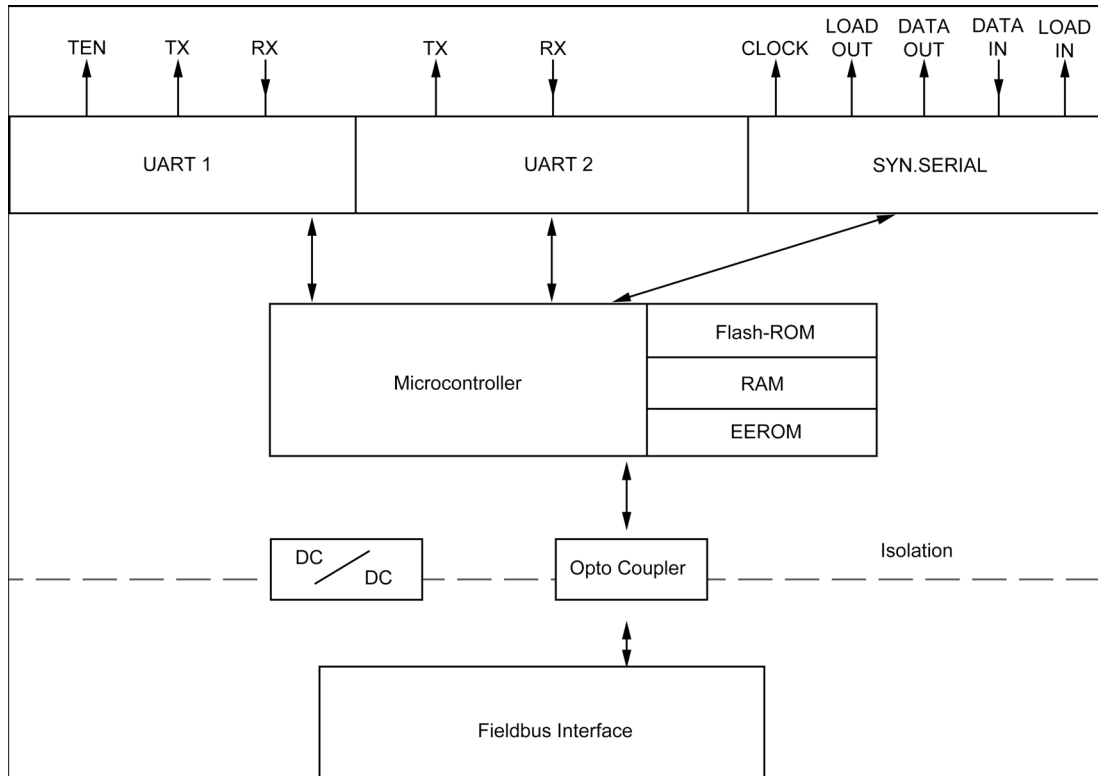 TEN
TX
RX
TX
RX
CLOCK
LOAD
OUT
DATA
OUT
DATA
IN
LOAD
IN
UART 1
UART 2
SYN.SERIAL
Microcontroller
Flash-ROM
RAM
EEROM
DC
DC
Opto Coupler
Isolation
Fieldbus Interface